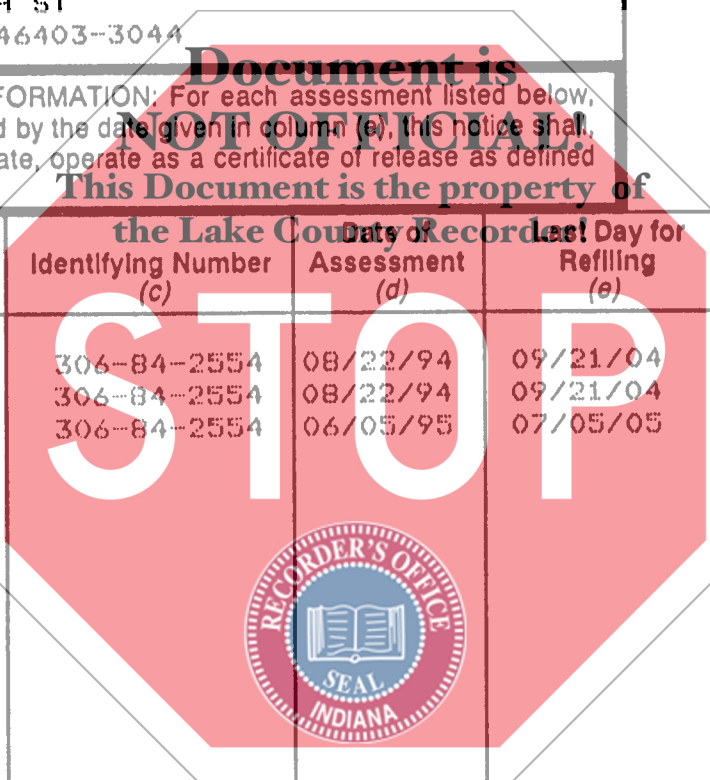 H ST
46403-3044
Document is
FORMATION: For each assessment listed below,
d by the date given in column (e), this notice shall,
NOT OFFICIAL!
ate, operate as a certificate of release as defined
This Document is the property of
the Lake County Recorder!
Identifying Number
(c)
Date of
Assessment
(d)
Last Day for
Refiling
(e)
306-84-2554 08/22/94 09/21/04
306-84-2554 08/22/94 09/21/04
306-84-2554 06/05/95 07/05/05
STOP
RECORDER'S OFFICE
SEAL
INDIANA